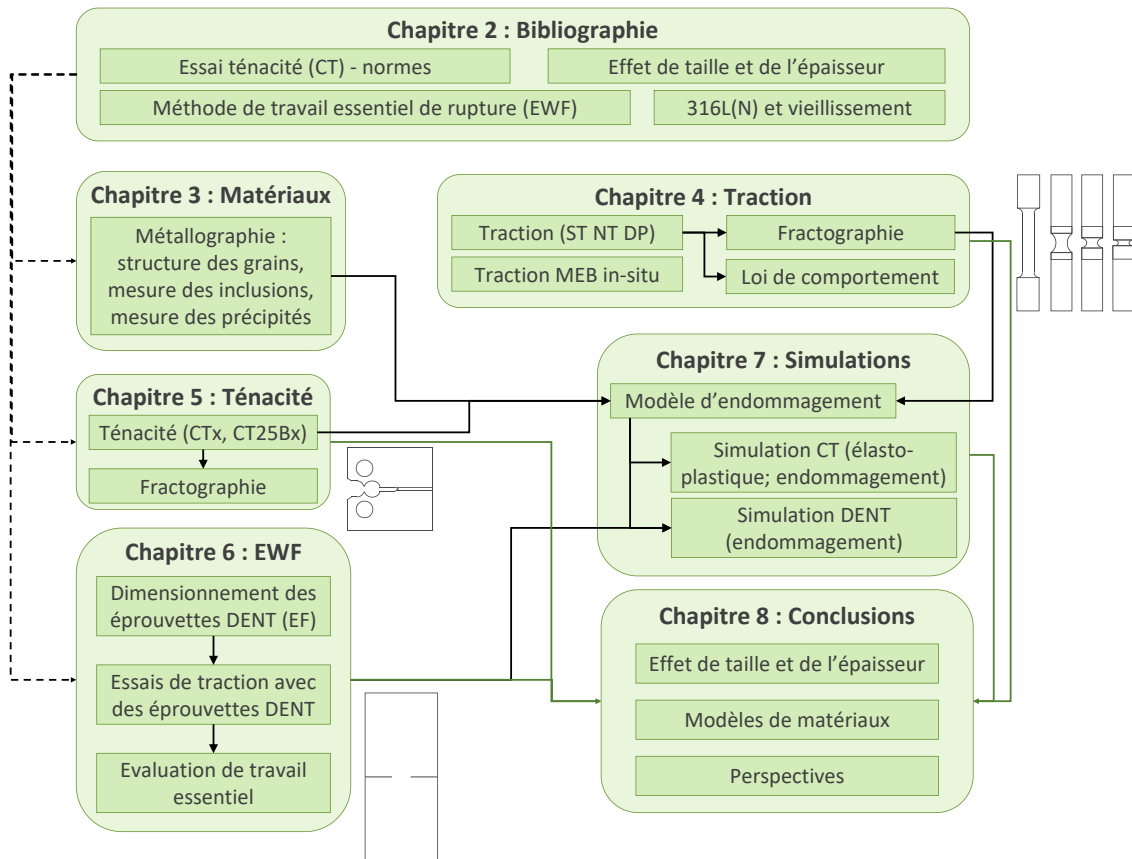 Chapitre 2 : Bibliographie
Essai ténacité (CT) - normes
Effet de taille et de l'épaisseur
Méthode de travail essentiel de rupture (EWF)
316L(N) et vieillissement
Chapitre 3 : Matériaux
Métallographie :
structure des grains,
mesure des inclusions,
mesure des précipités
Chapitre 4 : Traction
Traction (ST NT DP)
Fractographie
Traction MEB in-situ
Loi de comportement
Chapitre 5 : Ténacité
Ténacité (CTx, CT25Bx)
Fractographie
Chapitre 7 : Simulations
Modèle d'endommagement
Simulation CT (élasto-
plastique; endommagement)
Simulation DENT
(endommagement)
Chapitre 6 : EWF
Dimensionnement des
éprouvettes DENT (EF)
Essais de traction avec
des éprouvettes DENT
Evaluation de travail
essentiel
Chapitre 8 : Conclusions
Effet de taille et de l'épaisseur
Modèles de matériaux
Perspectives